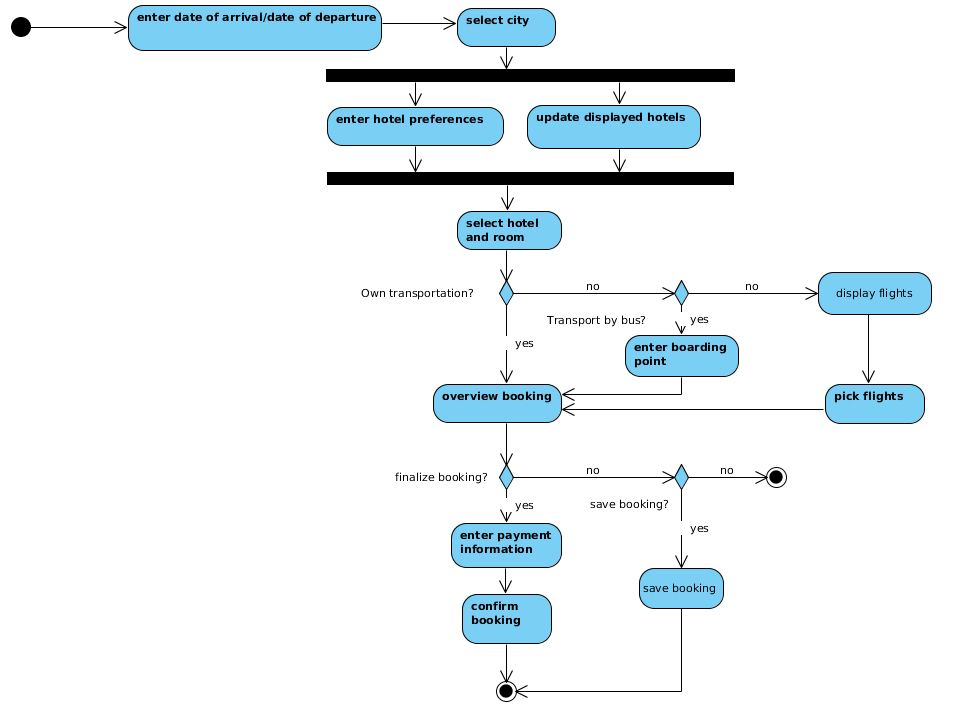 enter date of arrival/date of departure
select city
enter hotel preferences
update displayed hotels
select hotel
and room
Own transportation?
no
no
display flights
Transport by bus?
yes
yes
enter boarding
point
overview booking
pick flights
finalize booking?
no
no
yes
save booking?
yes
enter payment
information
save booking
confirm
booking